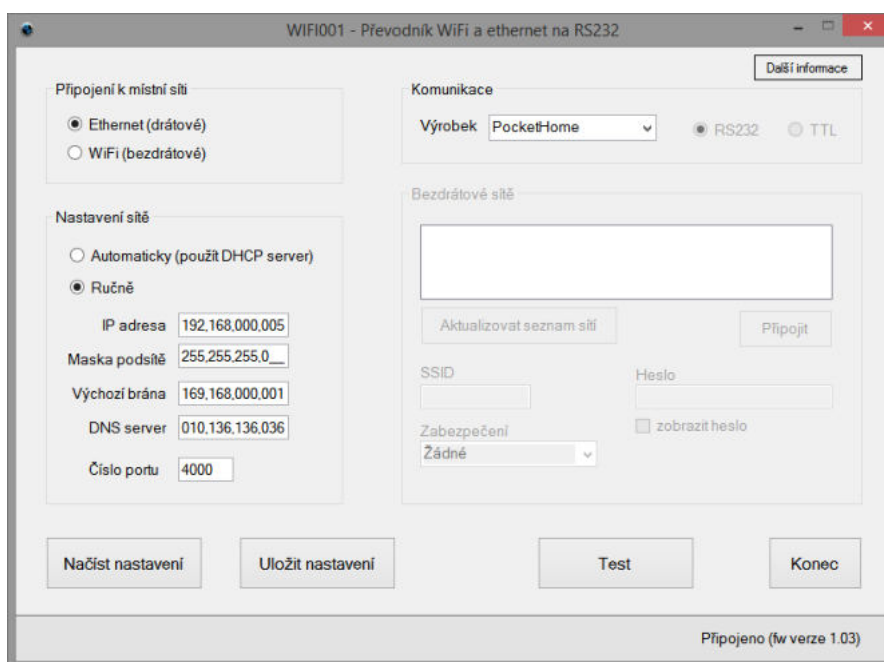 WIFI001 - Převodník WiFi a ethernet na RS232
Další informace
Připojení k místní síti
Ethernet (drátové)
WiFi (bezdrátové)
Komunikace
Výrobek PocketHome RS232 TTL
Nastavení sítě
Automaticky (použít DHCP server)
Ručně
IP adresa 192,168,000,005
Maska podsítě 255,255,255,0__
Výchozí brána 169,168,000,001
DNS server 010,136,136,036
Číslo portu 4000
Bezdrátové sítě
Aktualizovat seznam sítí Připojit
SSID Heslo
Zabezpečení zobrazit heslo
Žádné
Načíst nastavení Uložit nastavení Test Konec
Připojeno (fw verze 1.03)